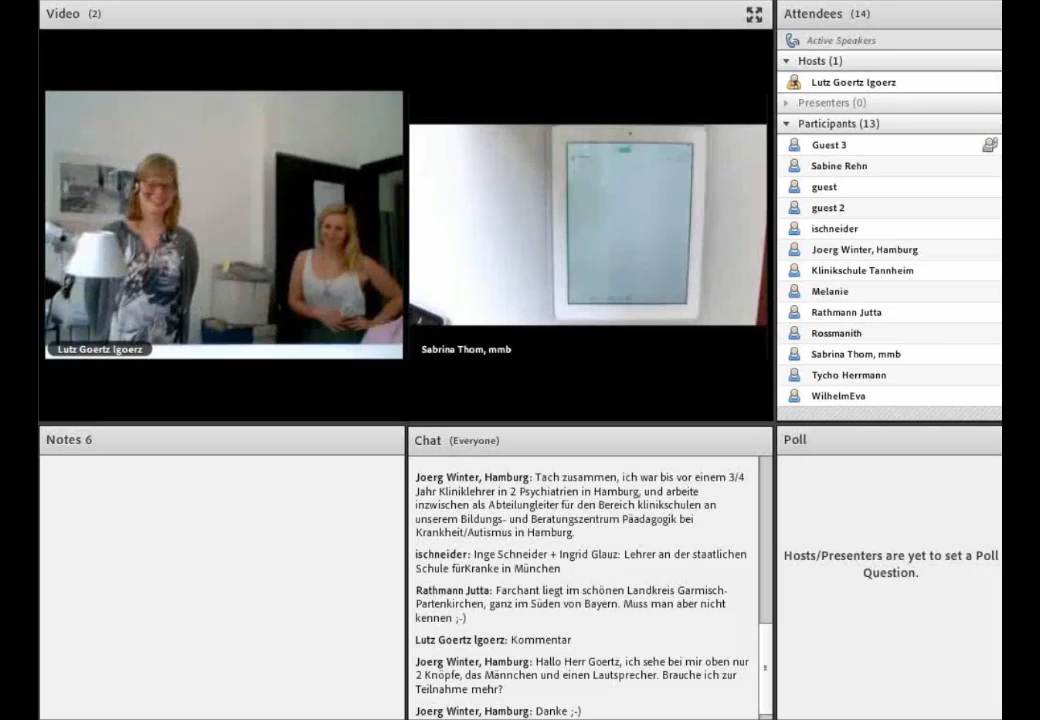 Video (2)
Lutz Goertz lgoerz
Sabrina Thom, mmb
Attendees (14)
Active Speakers
Hosts (1)
Lutz Goertz lgoerz
Presenters (0)
Participants (13)
Guest 3
Sabine Rehn
guest
guest 2
ischneider
Joerg Winter, Hamburg
Klinikschule Tannheim
Melanie
Rathmann Jutta
Rossmanith
Sabrina Thom, mmb
Tycho Herrmann
WilhelmEva
Notes 6
Chat (Everyone)
Joerg Winter, Hamburg: Tach zusammen, ich war bis vor einem 3/4
Jahr Kliniklehrer in 2 Psychiatrien in Hamburg, und arbeite
inzwischen als Abteilungleiter für den Bereich klinikschulen an
unserem Bildungs- und Beratungszentrum Päadagogik bei
Krankheit/Autismus in Hamburg.
ischneider: Inge Schneider + Ingrid Glauz: Lehrer an der staatlichen
Schule fürKranke in München
Rathmann Jutta: Farchant liegt im schönen Landkreis Garmisch-
Partenkirchen, ganz im Süden von Bayern. Muss man aber nicht
kennen ;-)
Lutz Goertz lgoerz: Kommentar
Joerg Winter, Hamburg: Hallo Herr Goertz, ich sehe bei mir oben nur
2 Knöpfe, das Männchen und einen Lautsprecher. Brauche ich zur
Teilnahme mehr?
Joerg Winter, Hamburg: Danke ;-)
Poll
Hosts/Presenters are yet to set a Poll
Question.